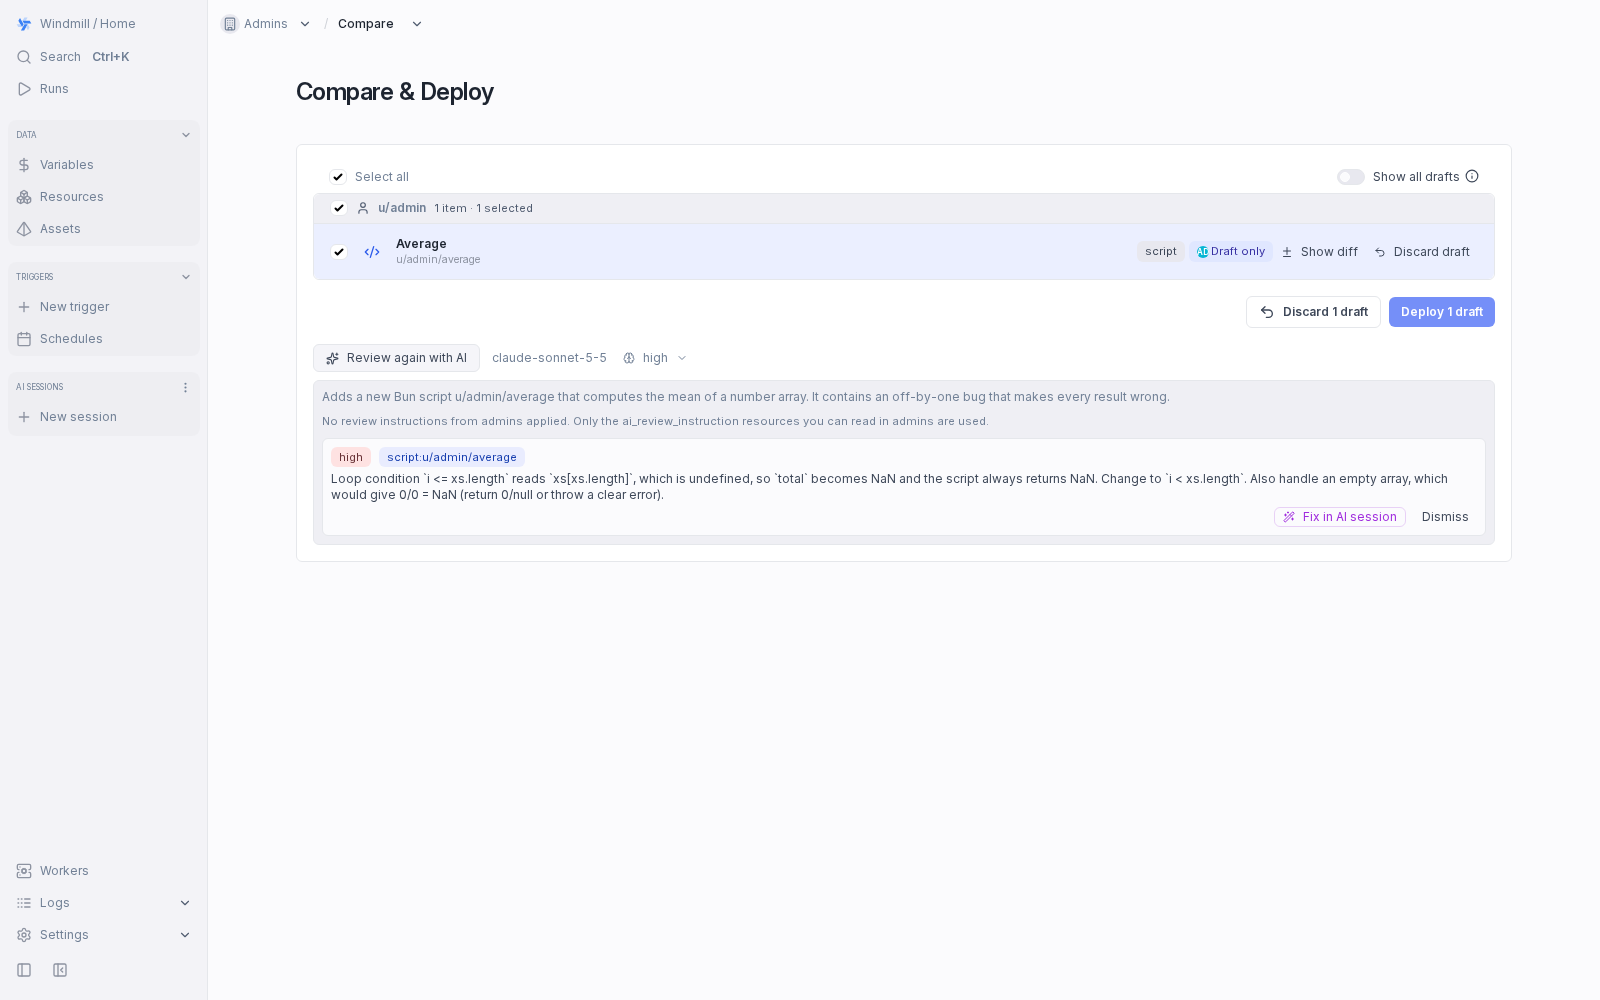 Windmill / Home
Search Ctrl+K
Runs
DATA
Variables
Resources
Assets
TRIGGERS
New trigger
Schedules
AI SESSIONS
New session
Workers
Logs
Settings
Admins / Compare
Compare & Deploy
Select all
Show all drafts
u/admin 1 item · 1 selected
Average
u/admin/average
script
Draft only
Show diff
Discard draft
Discard 1 draft
Deploy 1 draft
Review again with AI
claude-sonnet-5-5
high
Adds a new Bun script u/admin/average that computes the mean of a number array. It contains an off-by-one bug that makes every result wrong.
No review instructions from admins applied. Only the ai_review_instruction resources you can read in admins are used.
high script:u/admin/average
Loop condition `i <= xs.length` reads `xs[xs.length]`, which is undefined, so `total` becomes NaN and the script always returns NaN. Change to `i < xs.length`. Also handle an empty array, which
would give 0/0 = NaN (return 0/null or throw a clear error).
Fix in AI session
Dismiss